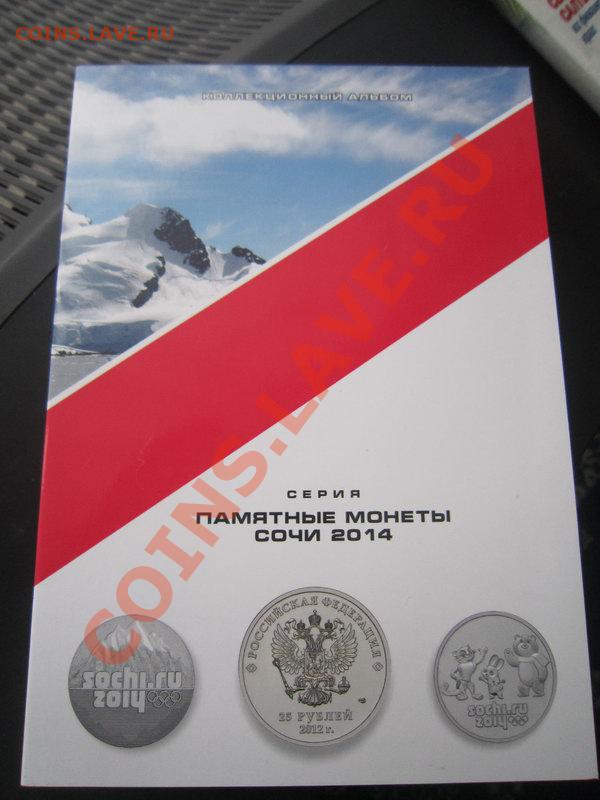 COINS.LAVE.RU
КОЛЛЕКЦИОННЫЙ АЛЬБОМ
COINS.LAVE.RU
СЕРИЯ
ПАМЯТНЫЕ МОНЕТЫ
СОЧИ 2014
РОССИЙСКАЯ ФЕДЕРАЦИЯ
25 РУБЛЕЙ
2012 г.
sochi.ru
2014
sochi.ru
2014